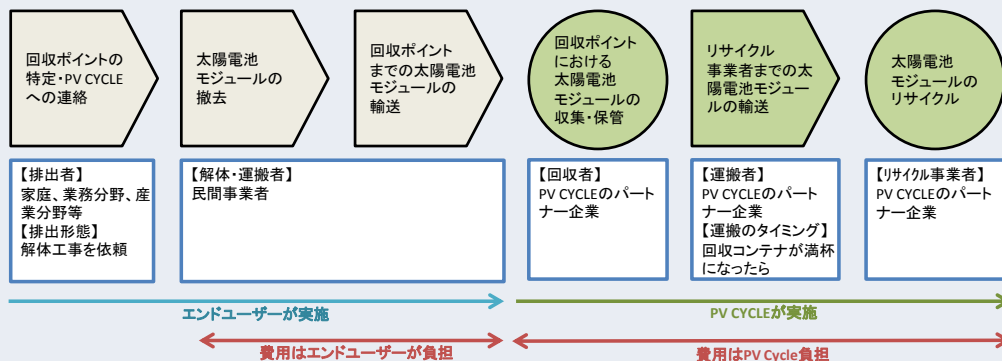 回収ポイントの
特定・PV CYCLE
への連絡
太陽電池
モジュールの
撤去
回収ポイント
までの太陽電池
モジュールの
輸送
回収ポイント
における
太陽電池
モジュールの
収集・保管
リサイクル
事業者までの太
陽電池モジュー
ルの輸送
太陽電池
モジュールの
リサイクル
【排出者】
家庭、業務分野、産
業分野等
【排出形態】
解体工事を依頼
【解体・運搬者】
民間事業者
【回収者】
PV CYCLEのパート
ナー企業
【運搬者】
PV CYCLEのパート
ナー企業
【運搬のタイミング】
回収コンテナが満杯
になったら
【リサイクル事業者】
PV CYCLEのパート
ナー企業
エンドユーザーが実施
PV CYCLEが実施
費用はエンドユーザーが負担
費用はPV Cycle負担